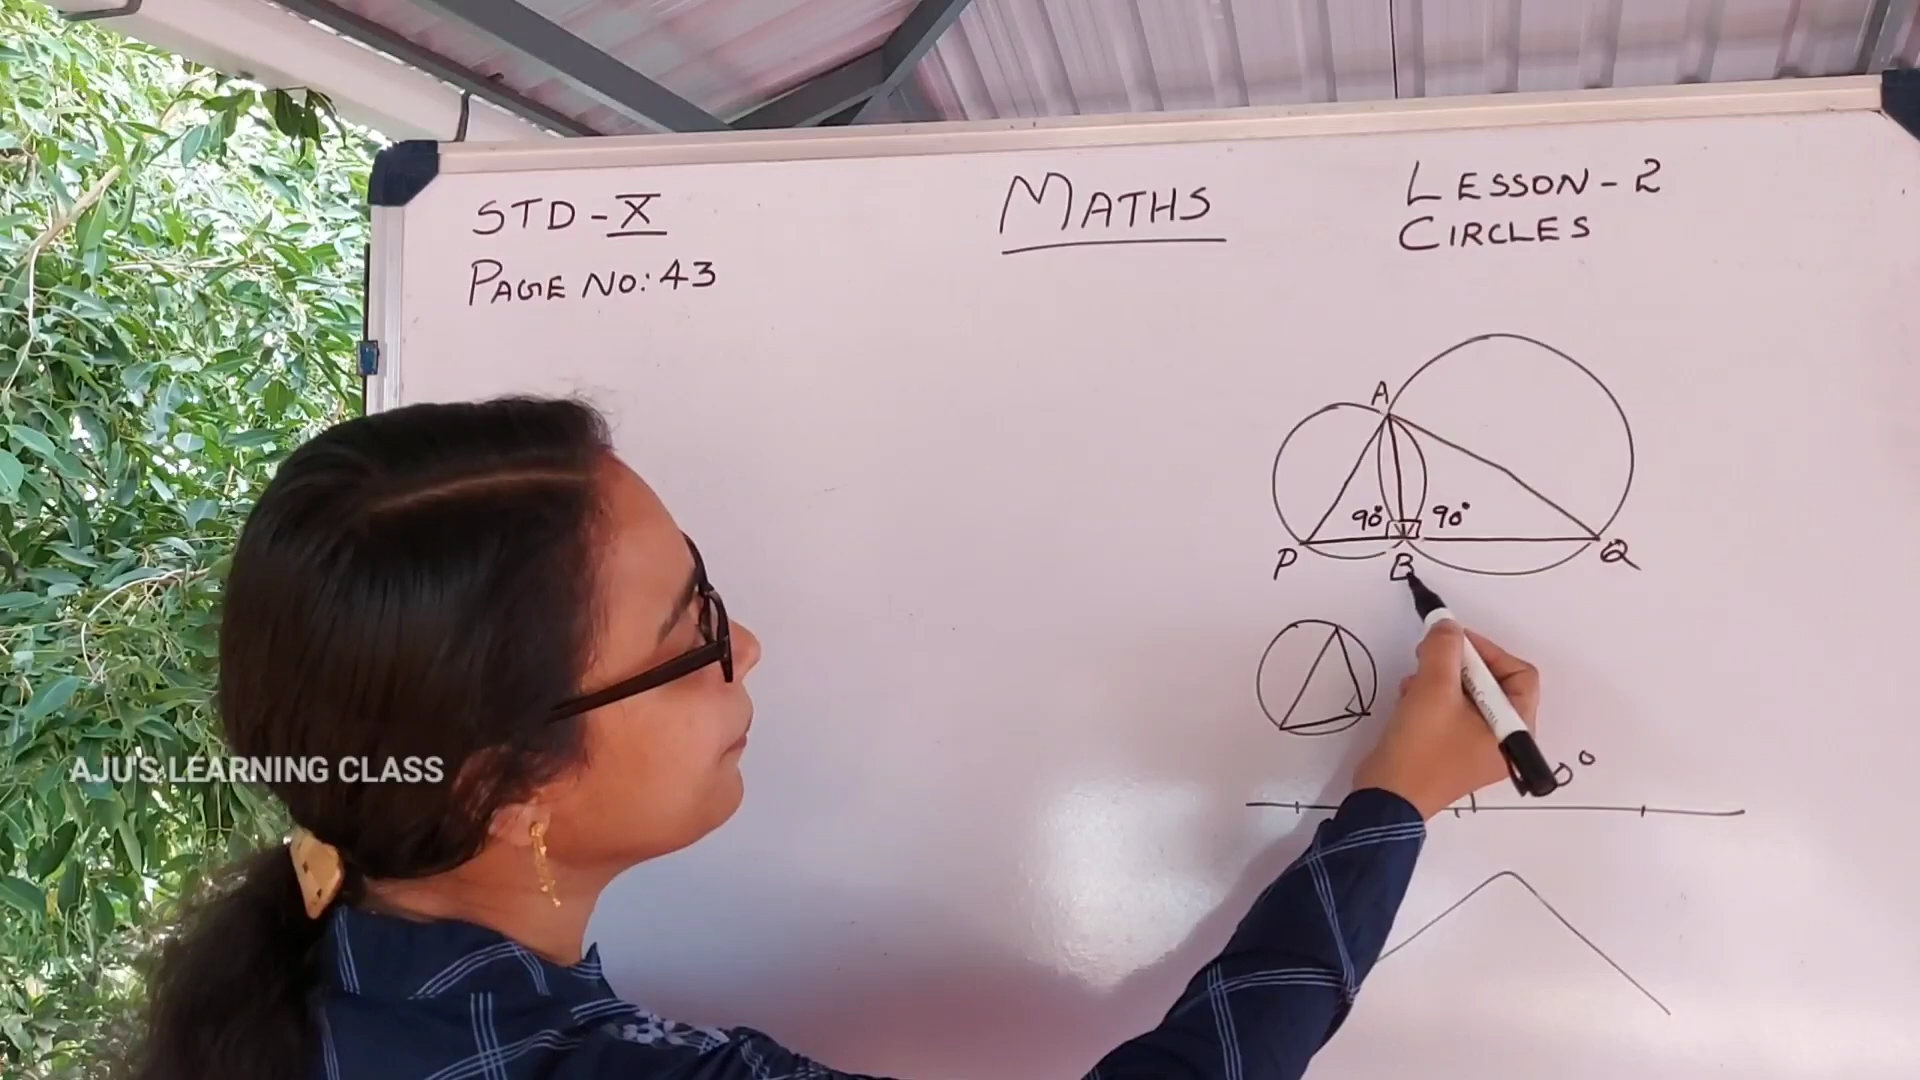 STD - X
MATHS
LESSON - 2
CIRCLES
PAGE NO: 43
A
90° 90°
P B Q
AJU'S LEARNING CLASS